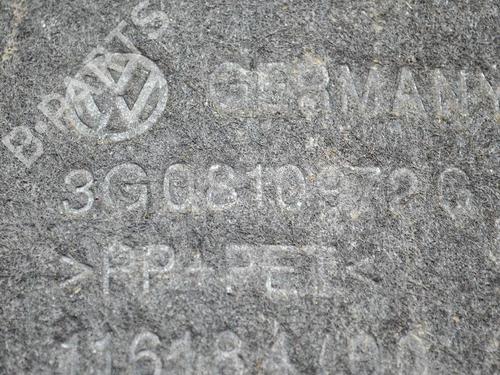 B-PARTS
GERMANY
3G0810972G
>PP+PET<